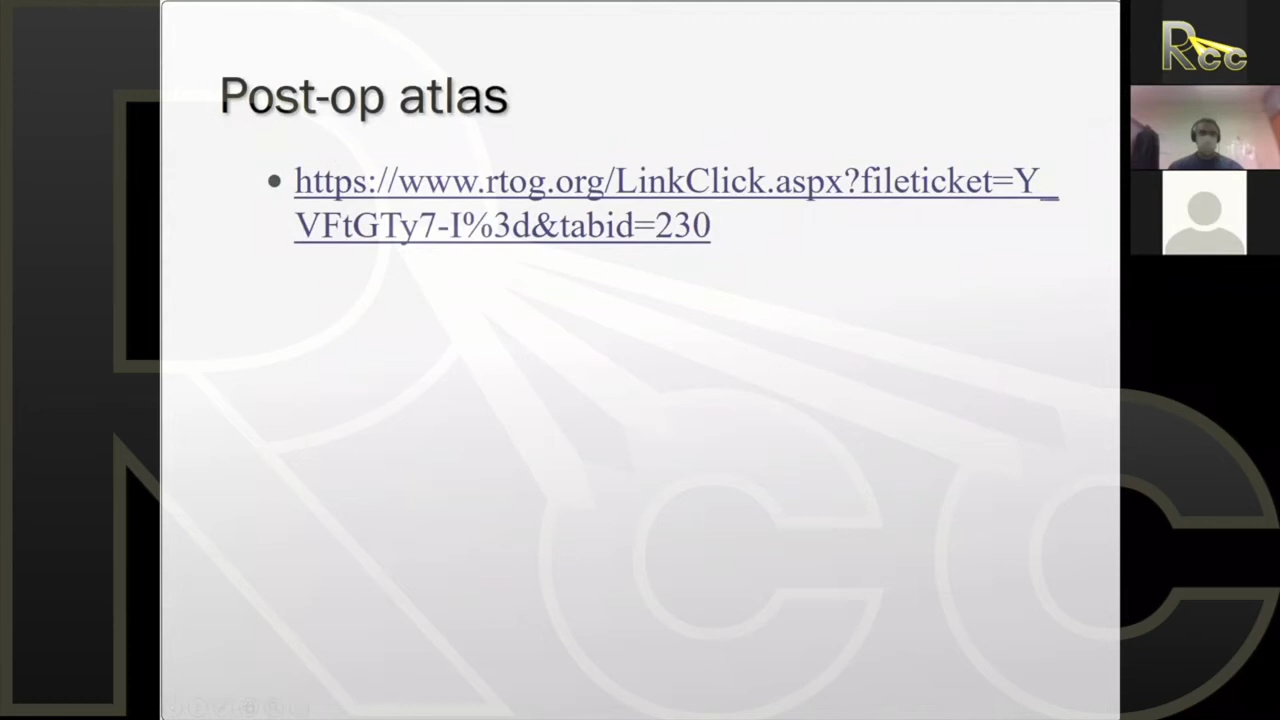 Post-op atlas
• https://www.rtog.org/LinkClick.aspx?fileticket=Y_
VFtGTy7-I%3d&tabid=230
Rcc